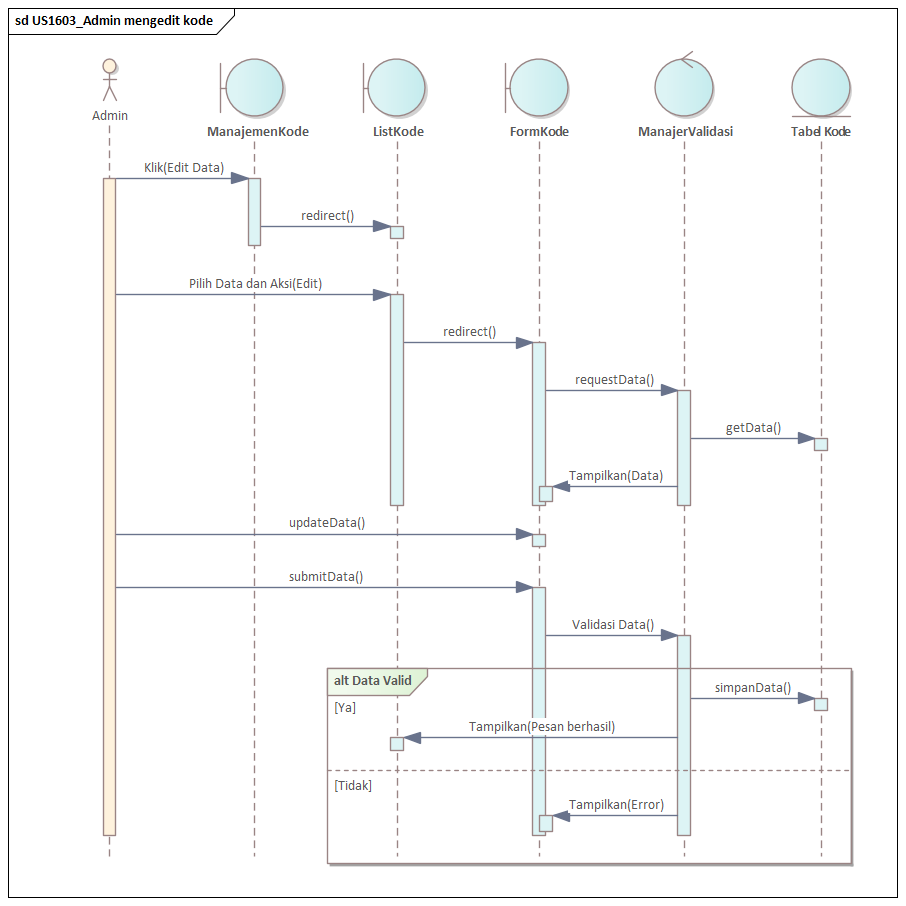 sd US1603_Admin mengedit kode
Admin
ManajemenKode
ListKode
FormKode
ManajerValidasi
Tabel Kode
Klik(Edit Data)
redirect()
Pilih Data dan Aksi(Edit)
redirect()
requestData()
getData()
Tampilkan(Data)
updateData()
submitData()
Validasi Data()
alt Data Valid
simpanData()
[Ya]
Tampilkan(Pesan berhasil)
[Tidak]
Tampilkan(Error)